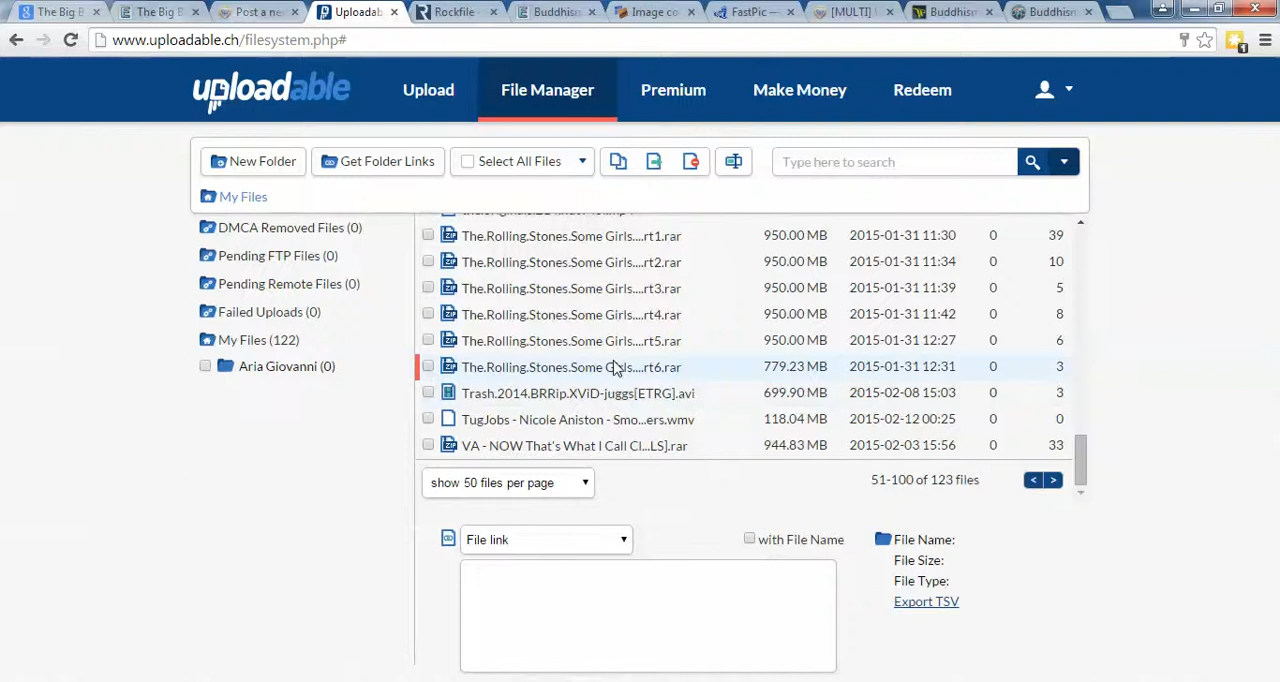 The Big B
The Big B
Post a ne
Uploadab
Rockfile -
Buddhism
Image co
FastPic —
[MULTI]
Buddhism
Buddhism
www.uploadable.ch/filesystem.php#
1
uploadable
Upload
File Manager
Premium
Make Money
Redeem
New Folder
Get Folder Links
Select All Files
Type here to search
My Files
DMCA Removed Files (0)
Pending FTP Files (0)
Pending Remote Files (0)
Failed Uploads (0)
My Files (122)
Aria Giovanni (0)
The.Rolling.Stones.Some Girls....rt1.rar 950.00 MB 2015-01-31 11:30 0 39
The.Rolling.Stones.Some Girls....rt2.rar 950.00 MB 2015-01-31 11:34 0 10
The.Rolling.Stones.Some Girls....rt3.rar 950.00 MB 2015-01-31 11:39 0 5
The.Rolling.Stones.Some Girls....rt4.rar 950.00 MB 2015-01-31 11:42 0 8
The.Rolling.Stones.Some Girls....rt5.rar 950.00 MB 2015-01-31 12:27 0 6
The.Rolling.Stones.Some Girls....rt6.rar 779.23 MB 2015-01-31 12:31 0 3
Trash.2014.BRRip.XViD-juggs[ETRG].avi 699.90 MB 2015-02-08 15:03 0 3
TugJobs - Nicole Aniston - Smo...ers.wmv 118.04 MB 2015-02-12 00:25 0 0
VA - NOW That's What I Call Cl...LS].rar 944.83 MB 2015-02-03 15:56 0 33
show 50 files per page
51-100 of 123 files
< >
File link
with File Name
File Name:
File Size:
File Type:
Export TSV